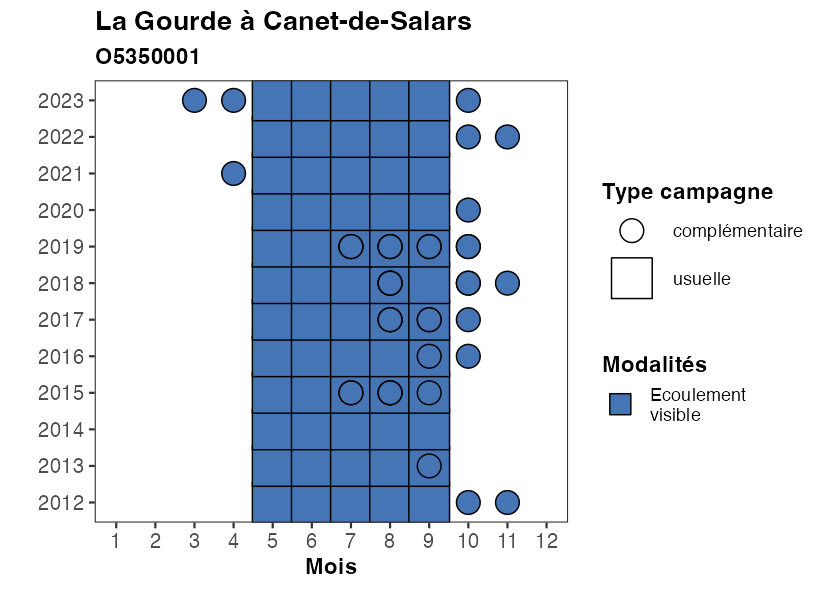 La Gourde à Canet-de-Salars
O5350001
2023
2022
2021
2020
2019
2018
2017
2016
2015
2014
2013
2012
1 2 3 4 5 6 7 8 9 10 11 12
Mois
Type campagne
complémentaire
usuelle
Modalités
Ecoulement
visible